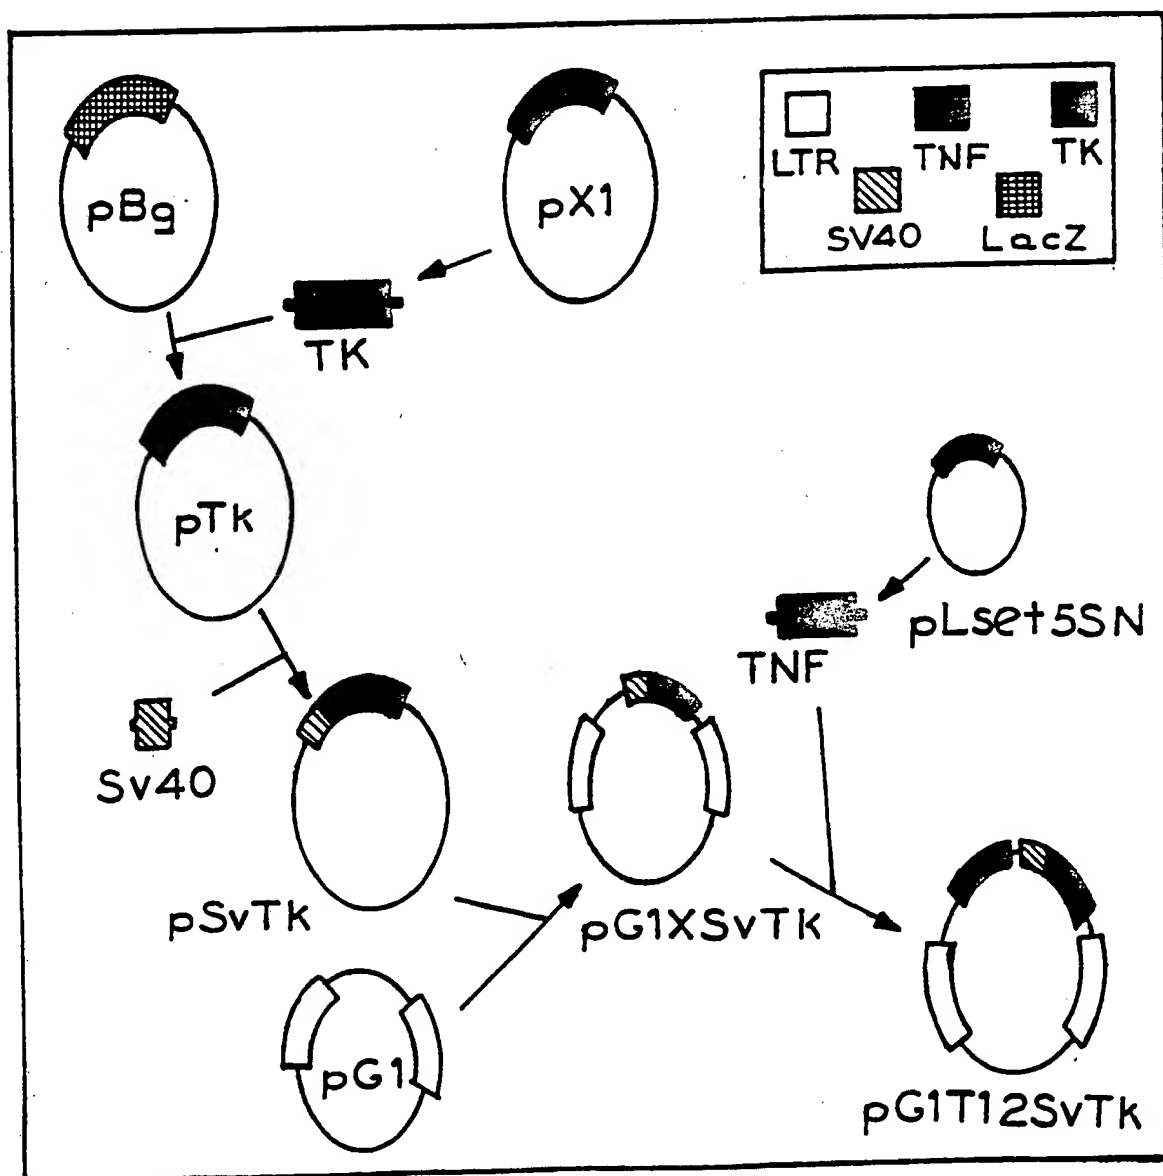 pBg
pX1
LTR
TNF
TK
SV40
LacZ
TK
pTk
pLset5SN
TNF
Sv40
pSvTk
pG1XSvTk
pG1
pG1T12SvTk